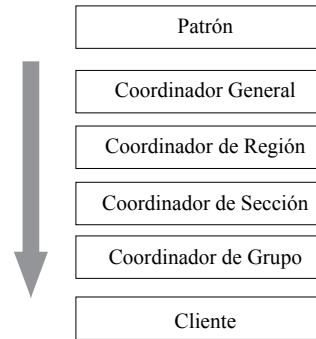 Patrón
Coordinador General
Coordinador de Región
Coordinador de Sección
Coordinador de Grupo
Cliente